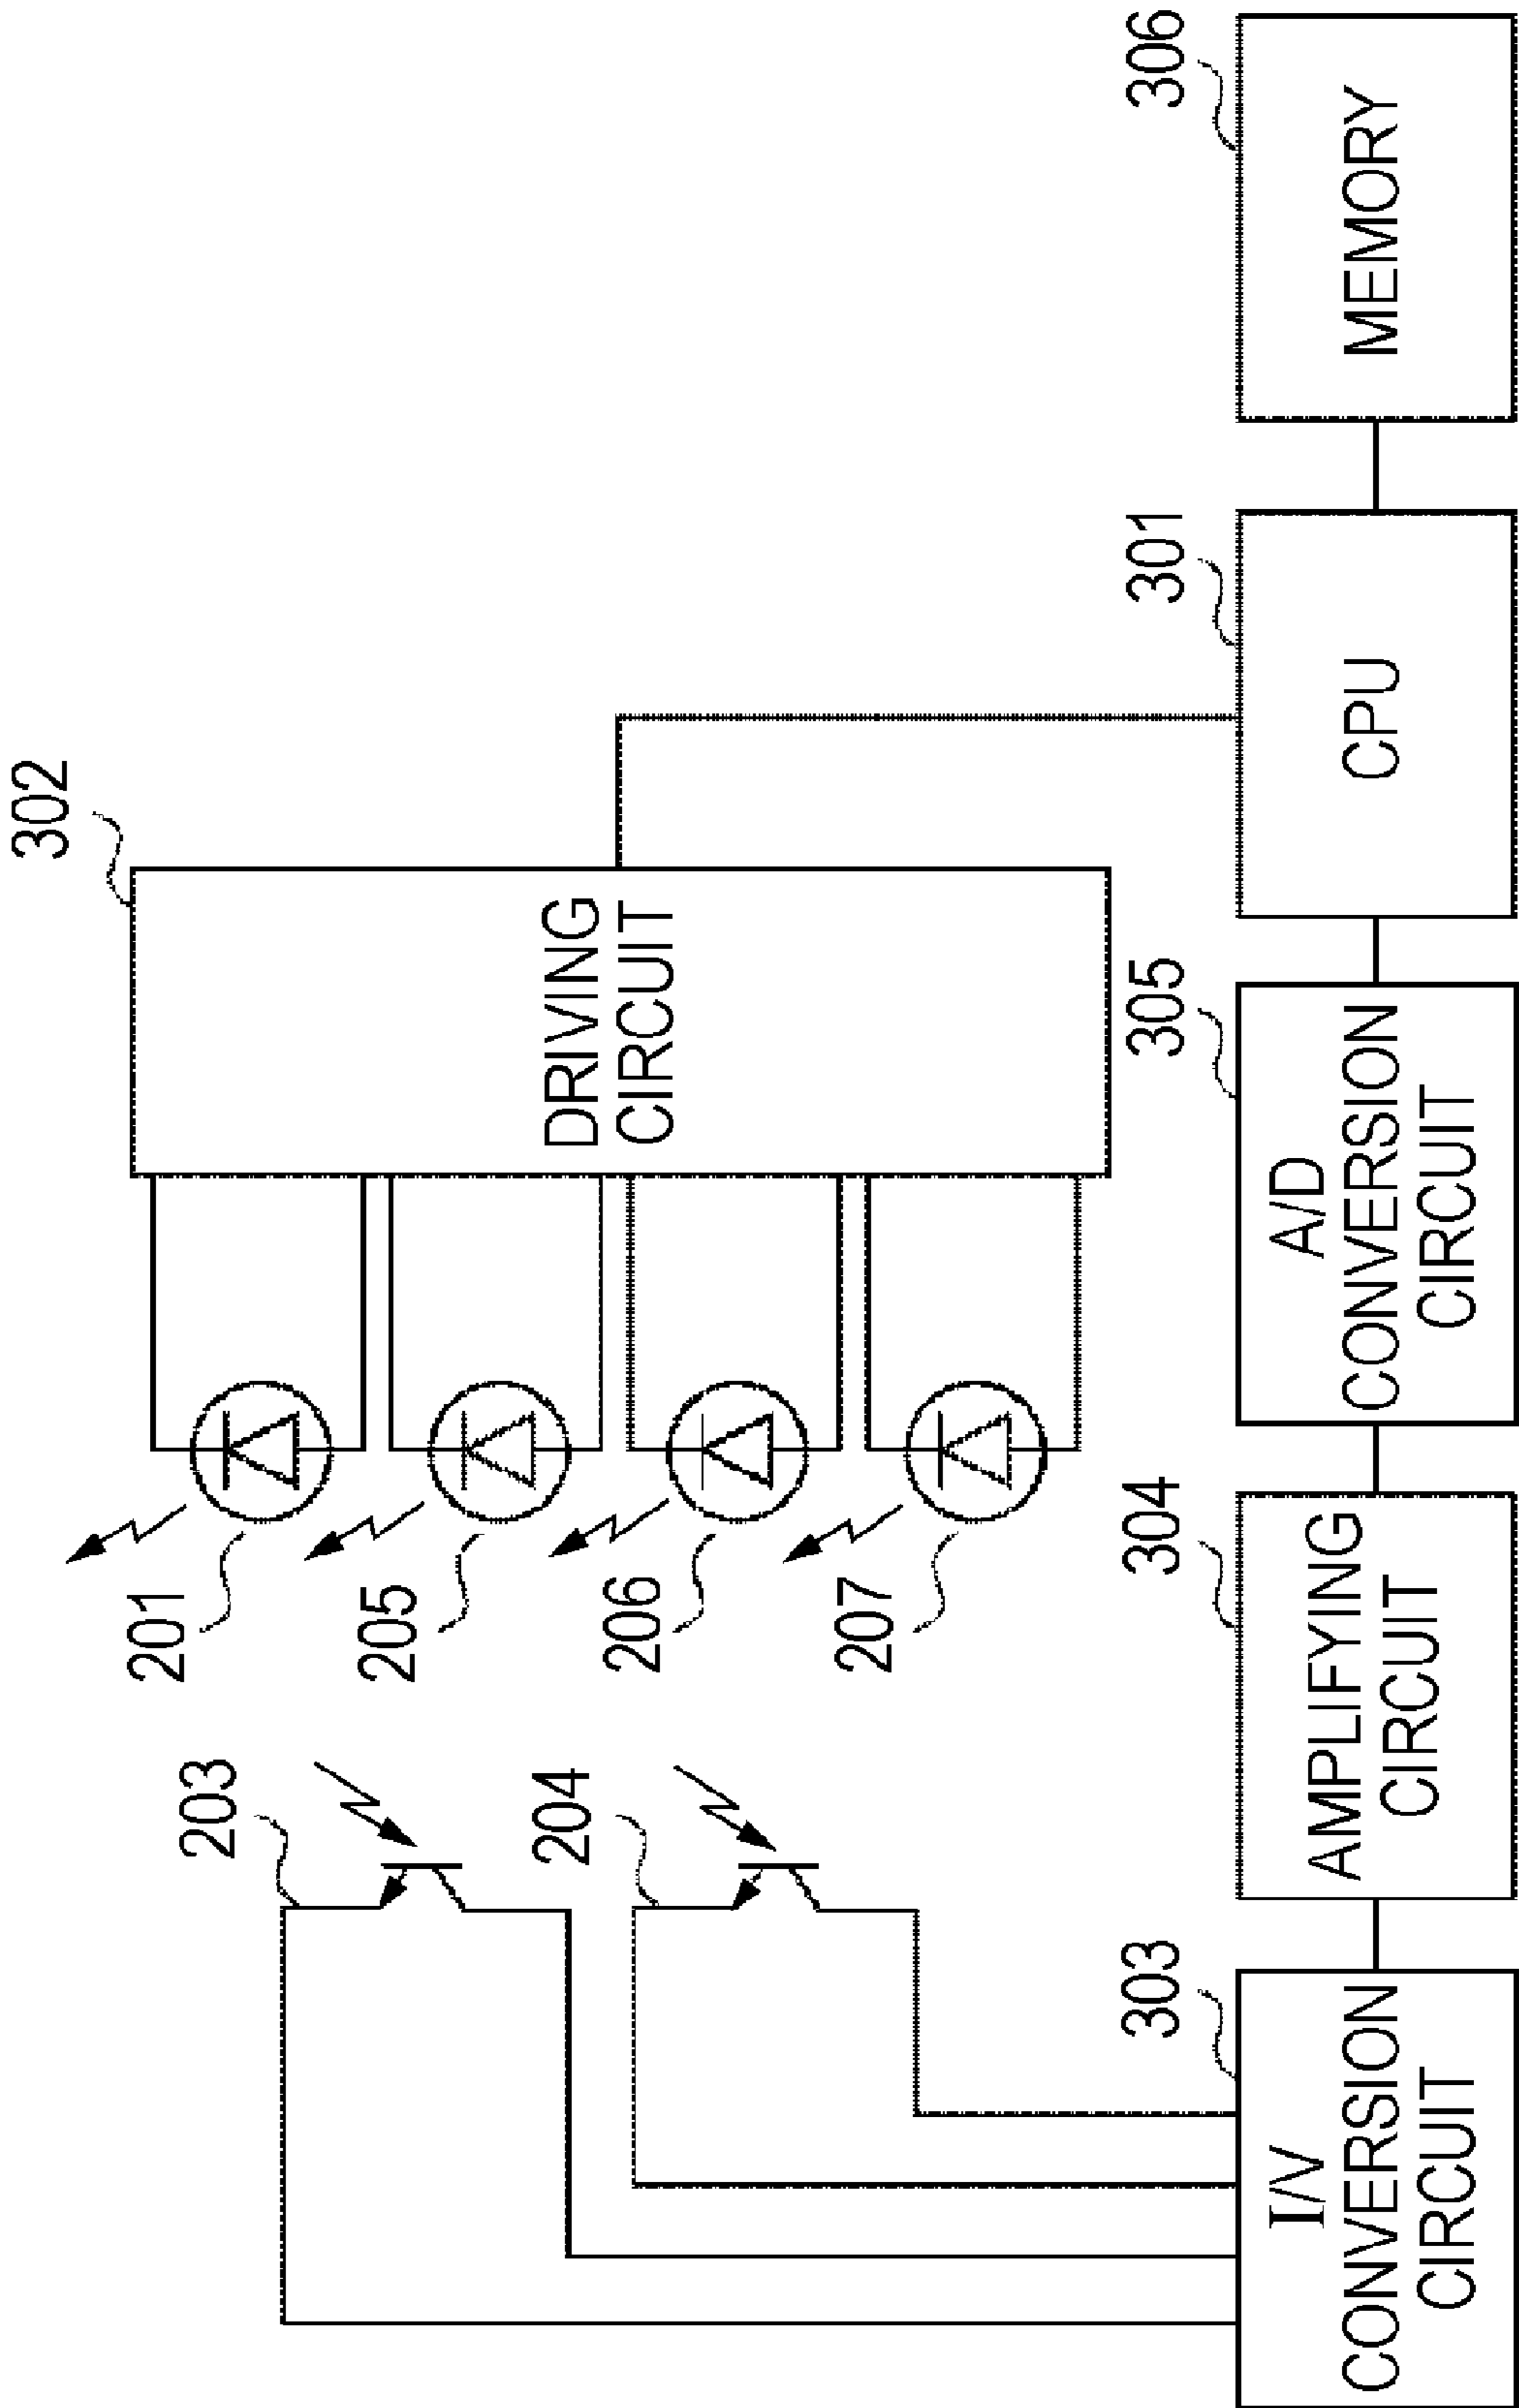 302
201
205
206
207
DRIVING
CIRCUIT
203
204
303
304
305
301
306
I/V
CONVERSION
CIRCUIT
AMPLIFYING
CIRCUIT
A/D
CONVERSION
CIRCUIT
CPU
MEMORY